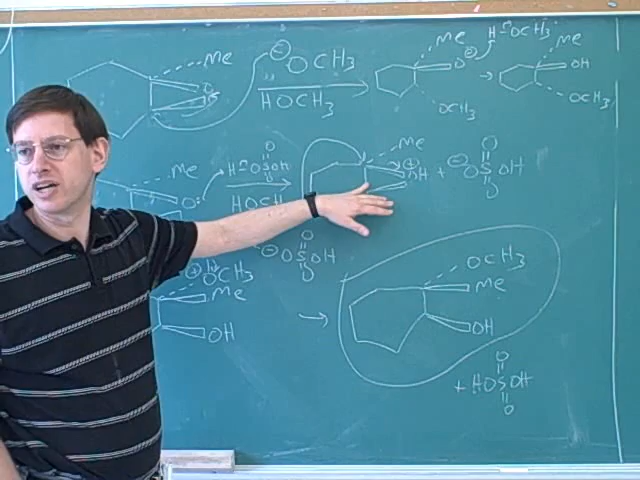 Me ⊖OCH3 Me H–OCH3 Me
O HOCH3 O⊖ OH
OCH3 OCH3
Me H–OSOH Me ⊕OH + ⊖OSOH
O O O
O HOCH
⊖OSOH
O O
⊕OCH3 OCH3
Me Me
OH OH
O
+ HOSOH
O